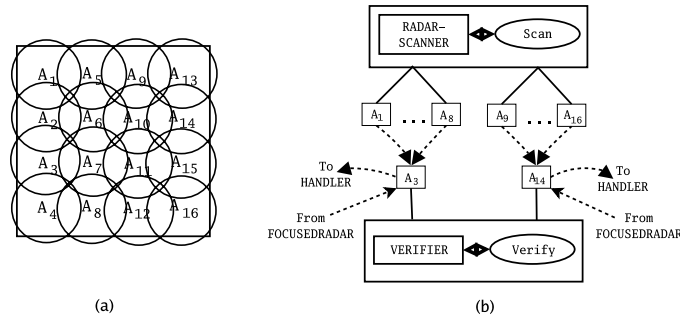 A1 A5 A9 A13
A2 A6 A10 A14
A3 A7 A11 A15
A4 A8 A12 A16
(a)
RADAR-
SCANNER
Scan
A1 ... A8 A9 ... A16
To
HANDLER
A3
A14
To
HANDLER
From
FOCUSEDRADAR
From
FOCUSEDRADAR
VERIFIER
Verify
(b)